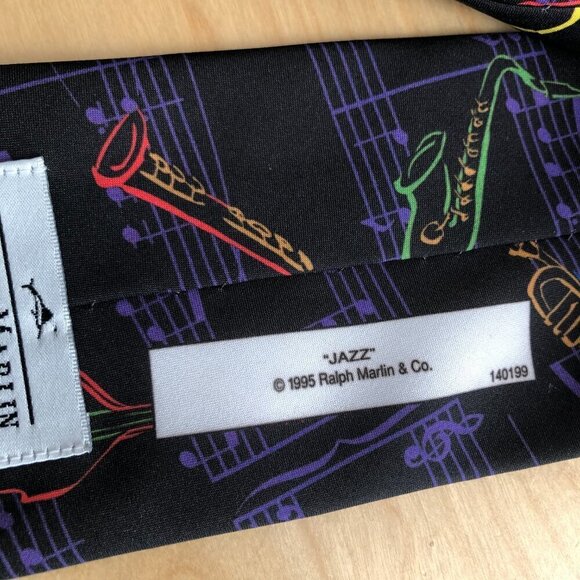 "JAZZ"
© 1995 Ralph Marlin & Co.
140199
MARLIN